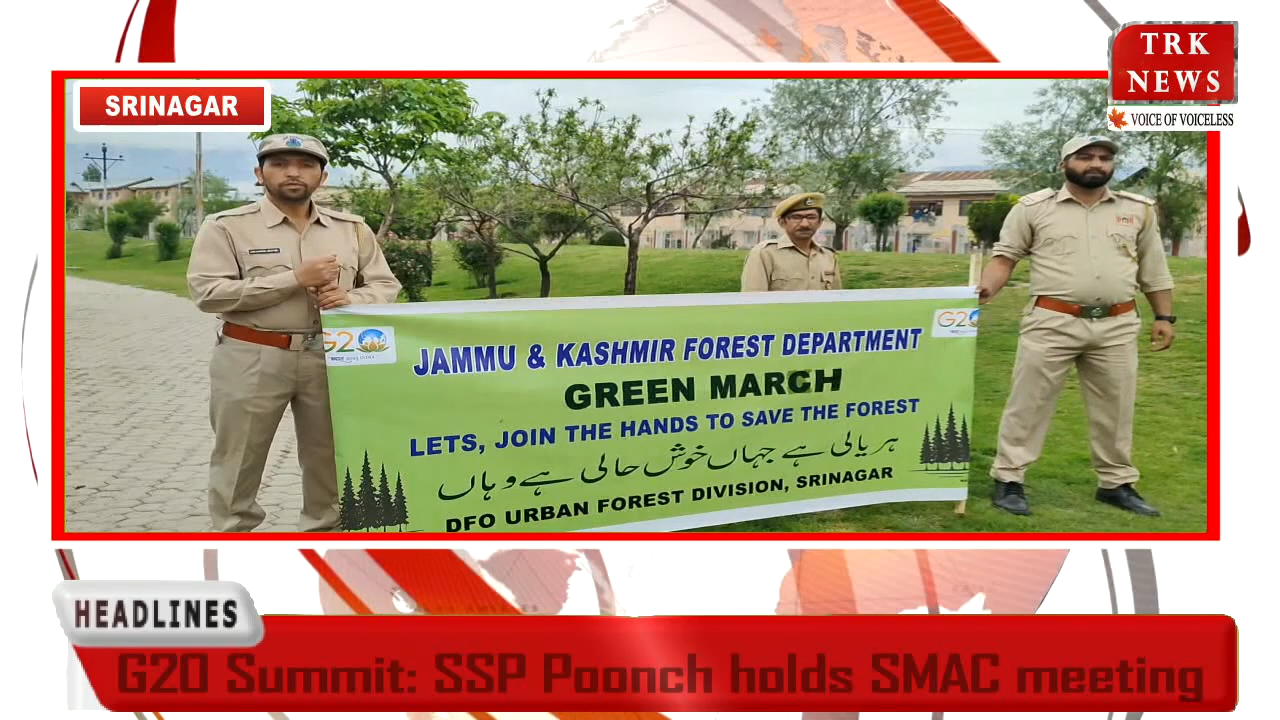 SRINAGAR
TRK
NEWS
VOICE OF VOICELESS
G20
G20
JAMMU & KASHMIR FOREST DEPARTMENT
GREEN MARCH
LETS, JOIN THE HANDS TO SAVE THE FOREST
ہریالی ہے جہاں خوش حالی ہے وہاں
DFO URBAN FOREST DIVISION, SRINAGAR
HEADLINES
G20 Summit: SSP Poonch holds SMAC meeting